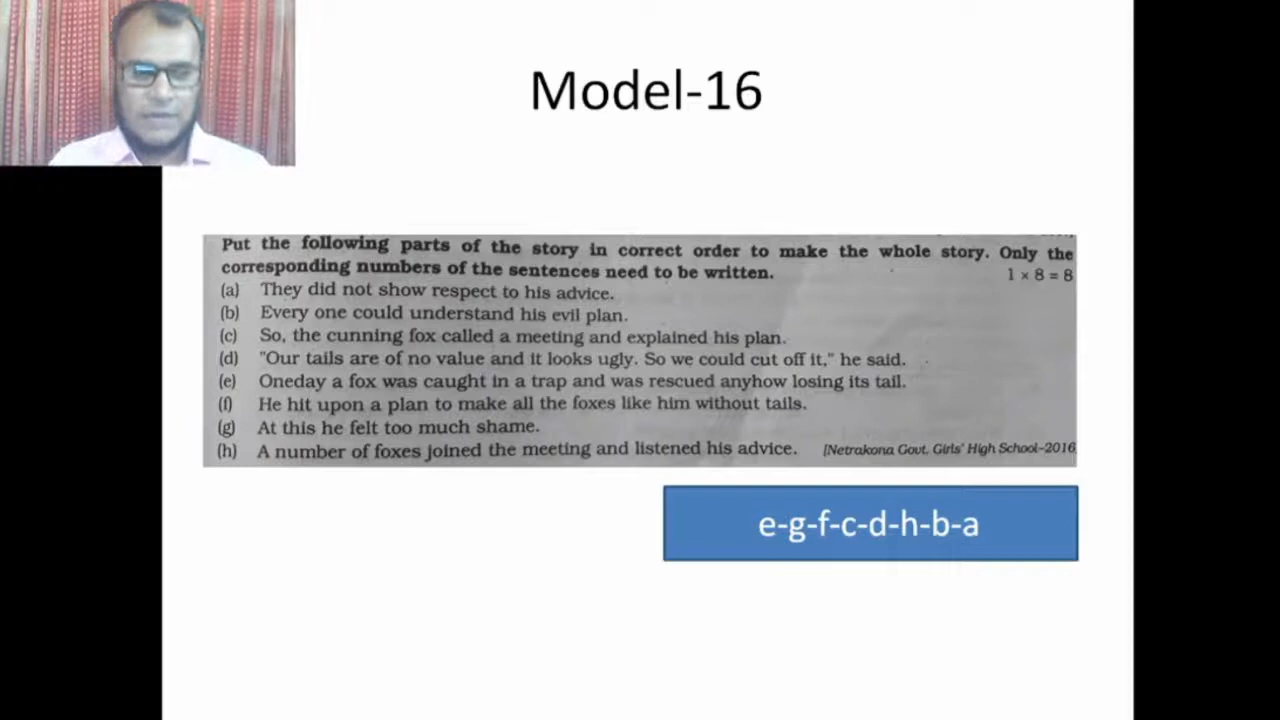 Model-16
Put the following parts of the story in correct order to make the whole story. Only the
corresponding numbers of the sentences need to be written. 1 × 8 = 8
(a) They did not show respect to his advice.
(b) Every one could understand his evil plan.
(c) So, the cunning fox called a meeting and explained his plan.
(d) "Our tails are of no value and it looks ugly. So we could cut off it," he said.
(e) Oneday a fox was caught in a trap and was rescued anyhow losing its tail.
(f) He hit upon a plan to make all the foxes like him without tails.
(g) At this he felt too much shame.
(h) A number of foxes joined the meeting and listened his advice. [Netrakona Govt. Girls' High School-2016
e-g-f-c-d-h-b-a